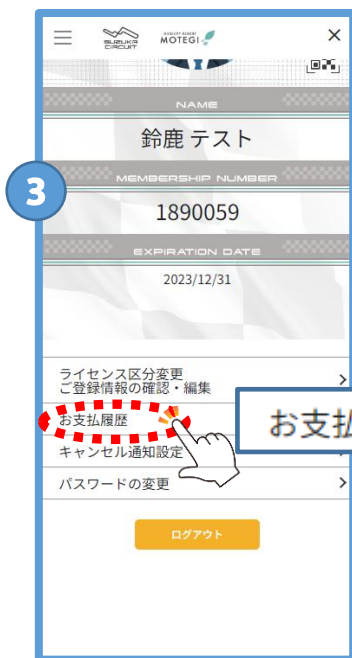 SUZUKA
CIRCUIT
MOBILITY RESORT
MOTEGI
×
NAME
鈴鹿 テスト
3
MEMBERSHIP NUMBER
1890059
EXPIRATION DATE
2023/12/31
ライセンス区分変更
ご登録情報の確認・編集
お支払履歴
お支払
キャンセル通知設定
パスワードの変更
ログアウト